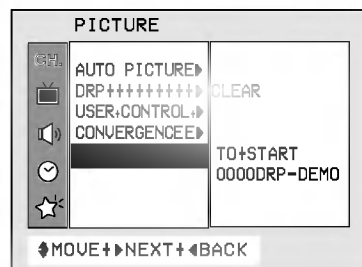 PICTURE
CH.
AUTO PICTURE▶
DRP+++++++++▶ CLEAR
USER+CONTROL+▶
CONVERGENCEE▶
TO+START
0000DRP-DEMO
♦MOVE+▶NEXT+◀BACK